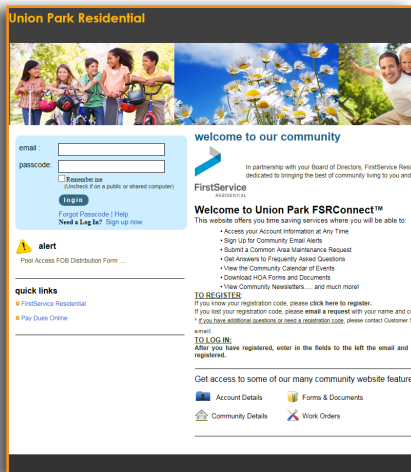 Union Park Residential
email :
passcode:
Remember me
(Uncheck if on a public or shared computer)
login
Forgot Passcode | Help
Need a Log In? Sign up now
alert
Pool Access FOB Distribution Form ....
quick links
FirstService Residential
Pay Dues Online
welcome to our community
FirstService
RESIDENTIAL
In partnership with your Board of Directors, FirstService Resi
dedicated to bringing the best of community living to you and
Welcome to Union Park FSRConnect™
This website offers you time saving services where you will be able to:
• Access your Account Information at Any Time
• Sign Up for Community Email Alerts
• Submit a Common Area Maintenance Request
• Get Answers to Frequently Asked Questions
• View the Community Calendar of Events
• Download HOA Forms and Documents
• View Community Newsletters.... and much more!
TO REGISTER:
If you know your registration code, please click here to register.
If you lost your registration code, please email a request with your name and co
* If you have additional questions or need a registration code, please contact Customer S
email.
TO LOG IN:
After you have registered, enter in the fields to the left the email and
registered.
Get access to some of our many community website feature
Account Details
Forms & Documents
Community Details
Work Orders